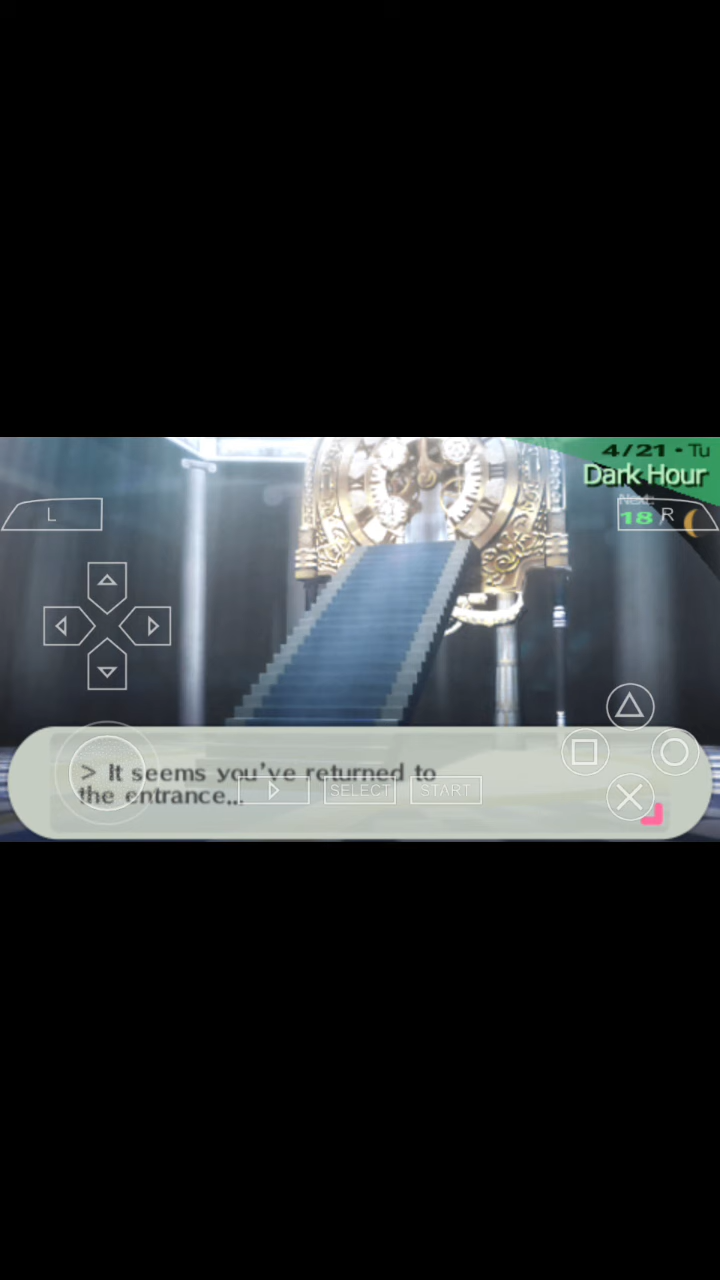 4/21 • Tu
Dark Hour
Next:
18
L
R
> It seems you've returned to
the entrance...
SELECT
START